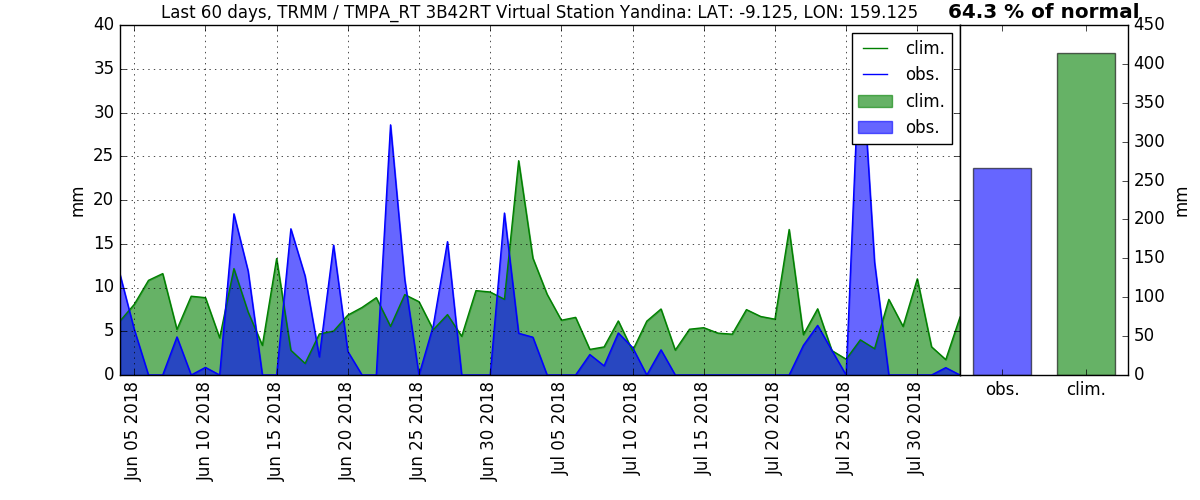 Last 60 days, TRMM / TMPA_RT 3B42RT Virtual Station Yandina: LAT: -9.125, LON: 159.125
64.3 % of normal
40
35
30
25
20
15
10
5
0
mm
clim.
obs.
clim.
obs.
450
400
350
300
250
200
150
100
50
0
mm
Jun 05 2018
Jun 10 2018
Jun 15 2018
Jun 20 2018
Jun 25 2018
Jun 30 2018
Jul 05 2018
Jul 10 2018
Jul 15 2018
Jul 20 2018
Jul 25 2018
Jul 30 2018
obs.
clim.